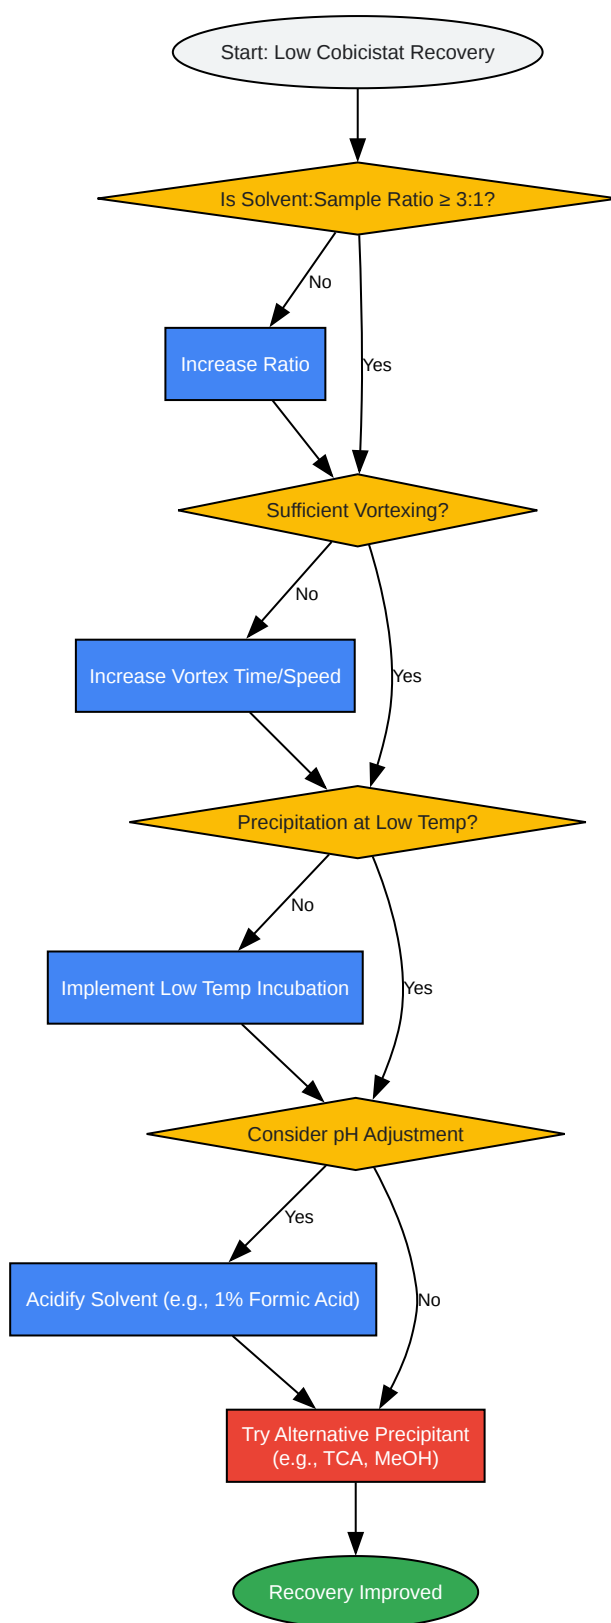 Start: Low Cobicistat Recovery
Is Solvent:Sample Ratio ≥ 3:1?
No
Increase Ratio
Yes
Sufficient Vortexing?
No
Increase Vortex Time/Speed
Yes
Precipitation at Low Temp?
No
Implement Low Temp Incubation
Yes
Consider pH Adjustment
Yes
Acidify Solvent (e.g., 1% Formic Acid)
No
Try Alternative Precipitant
(e.g., TCA, MeOH)
Recovery Improved